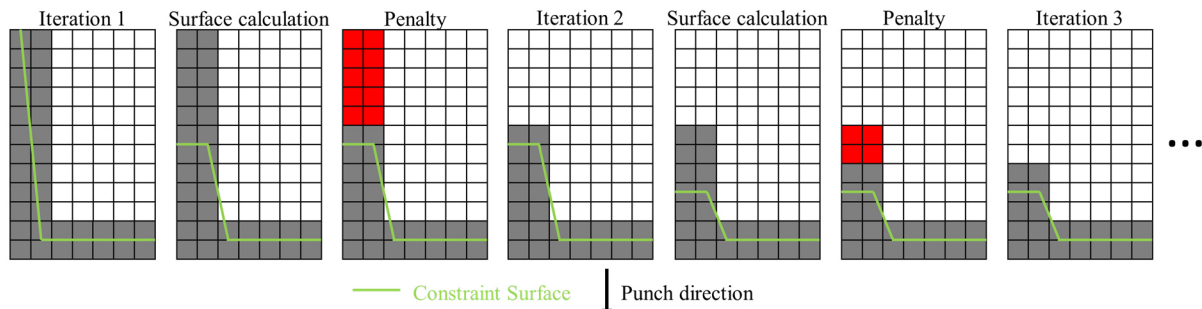 Iteration 1
Surface calculation
Penalty
Iteration 2
Surface calculation
Penalty
Iteration 3
...
Constraint Surface
Punch direction